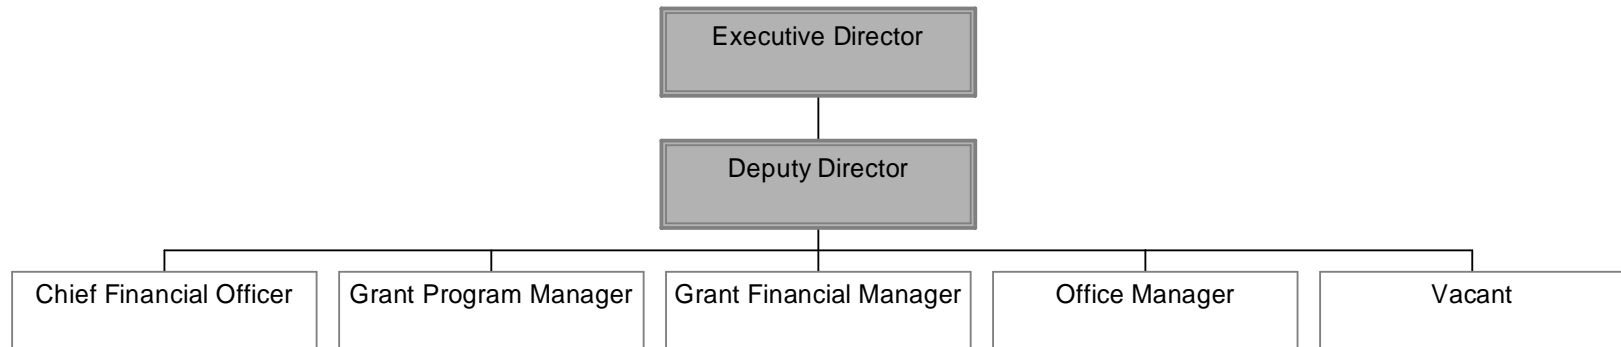 Executive Director
Deputy Director
Chief Financial Officer
Grant Program Manager
Grant Financial Manager
Office Manager
Vacant